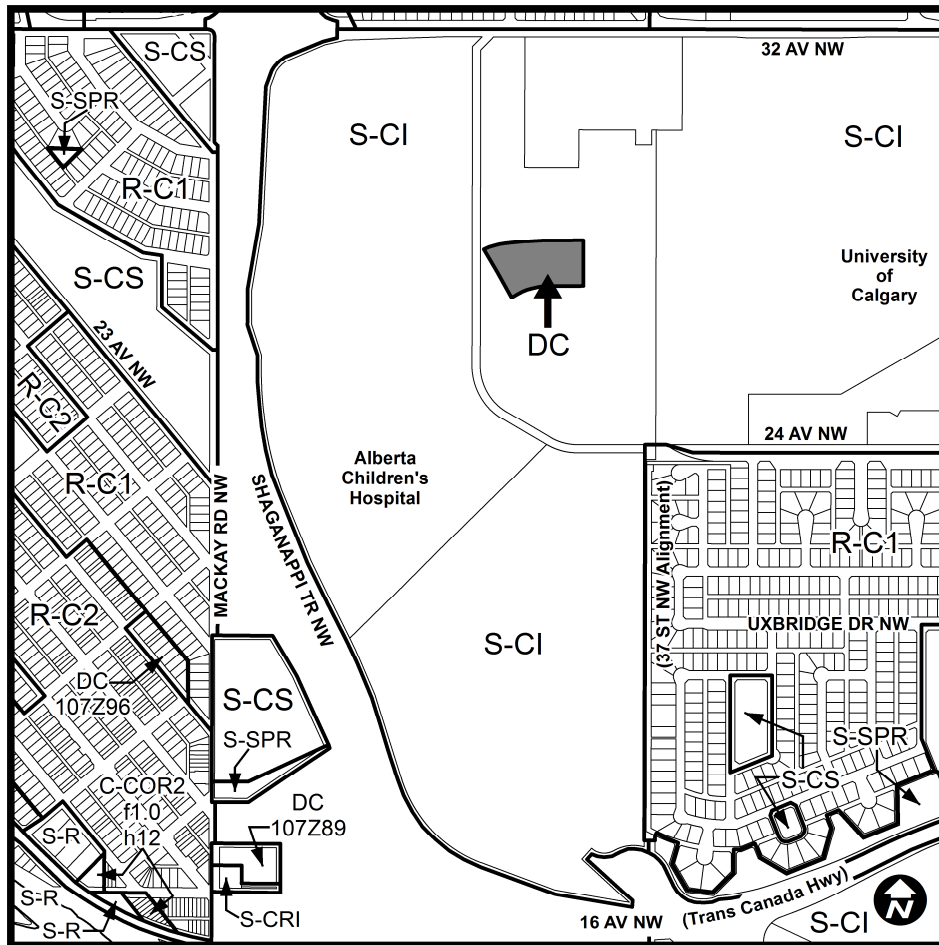 S-CS
32 AV NW
S-SPR
S-CI
S-CI
R-C1
University
of
Calgary
S-CS
23 AV NW
DC
R-C2
24 AV NW
Alberta
Children's
Hospital
R-C1
MACKAY RD NW
SHAGANAPPI TR NW
(37 ST NW Alignment)
R-C1
R-C2
UXBRIDGE DR NW
S-CI
DC
107Z96
S-CS
S-SPR
S-SPR
S-CS
C-COR2
f1.0
h12
DC
107Z89
S-R
S-R
S-R
S-CRI
16 AV NW
(Trans Canada Hwy)
S-CI
N